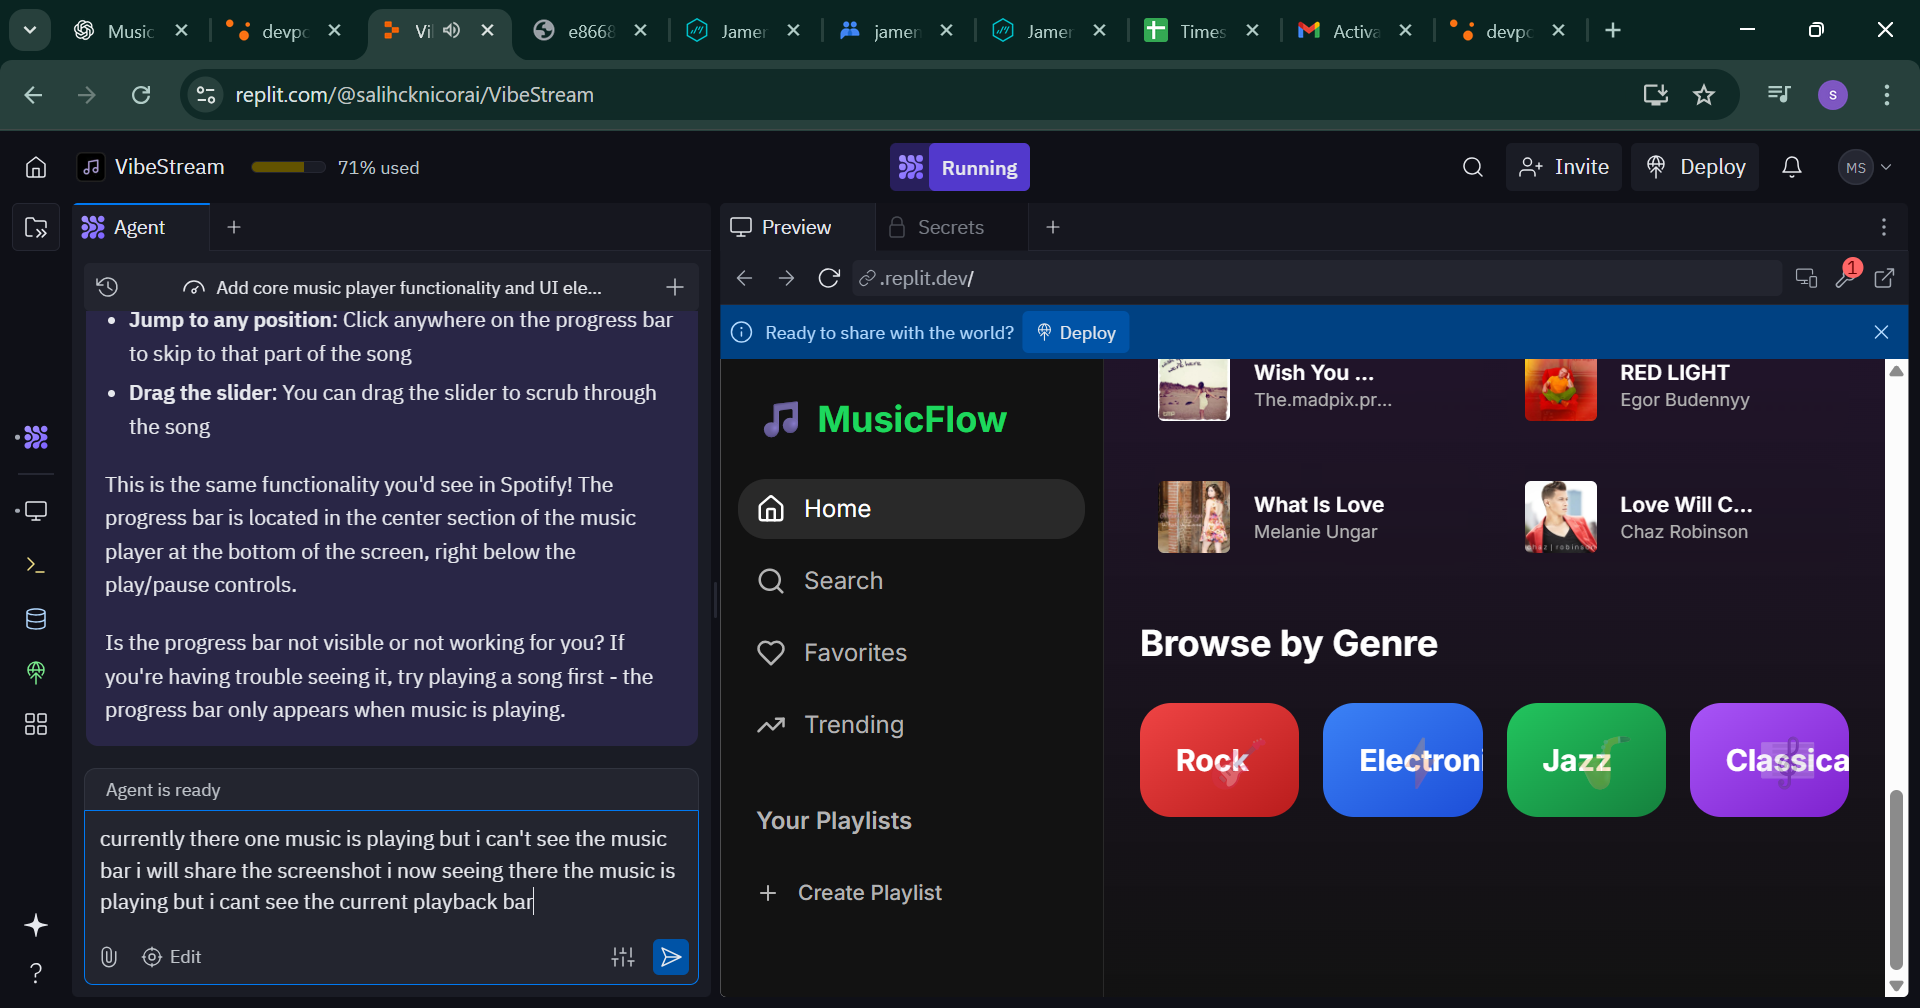 Music
devpo
Vi
e8668
Jamer
jamen
Jamer
Times
Activa
devpo
replit.com/@salihcknicorai/VibeStream
S
VibeStream
71% used
Running
Invite
Deploy
MS
Agent
Preview
Secrets
Add core music player functionality and UI ele...
.replit.dev/
1
Ready to share with the world?
Deploy
Jump to any position: Click anywhere on the progress bar
to skip to that part of the song
Drag the slider: You can drag the slider to scrub through
the song
This is the same functionality you'd see in Spotify! The
progress bar is located in the center section of the music
player at the bottom of the screen, right below the
play/pause controls.
Is the progress bar not visible or not working for you? If
you're having trouble seeing it, try playing a song first - the
progress bar only appears when music is playing.
Agent is ready
currently there one music is playing but i can't see the music
bar i will share the screenshot i now seeing there the music is
playing but i cant see the current playback bar
Edit
MusicFlow
Home
Search
Favorites
Trending
Your Playlists
Create Playlist
Wish You ...
The.madpix.pr...
RED LIGHT
Egor Budennyy
What Is Love
Melanie Ungar
Love Will C...
Chaz Robinson
Browse by Genre
Rock
Electroni
Jazz
Classica